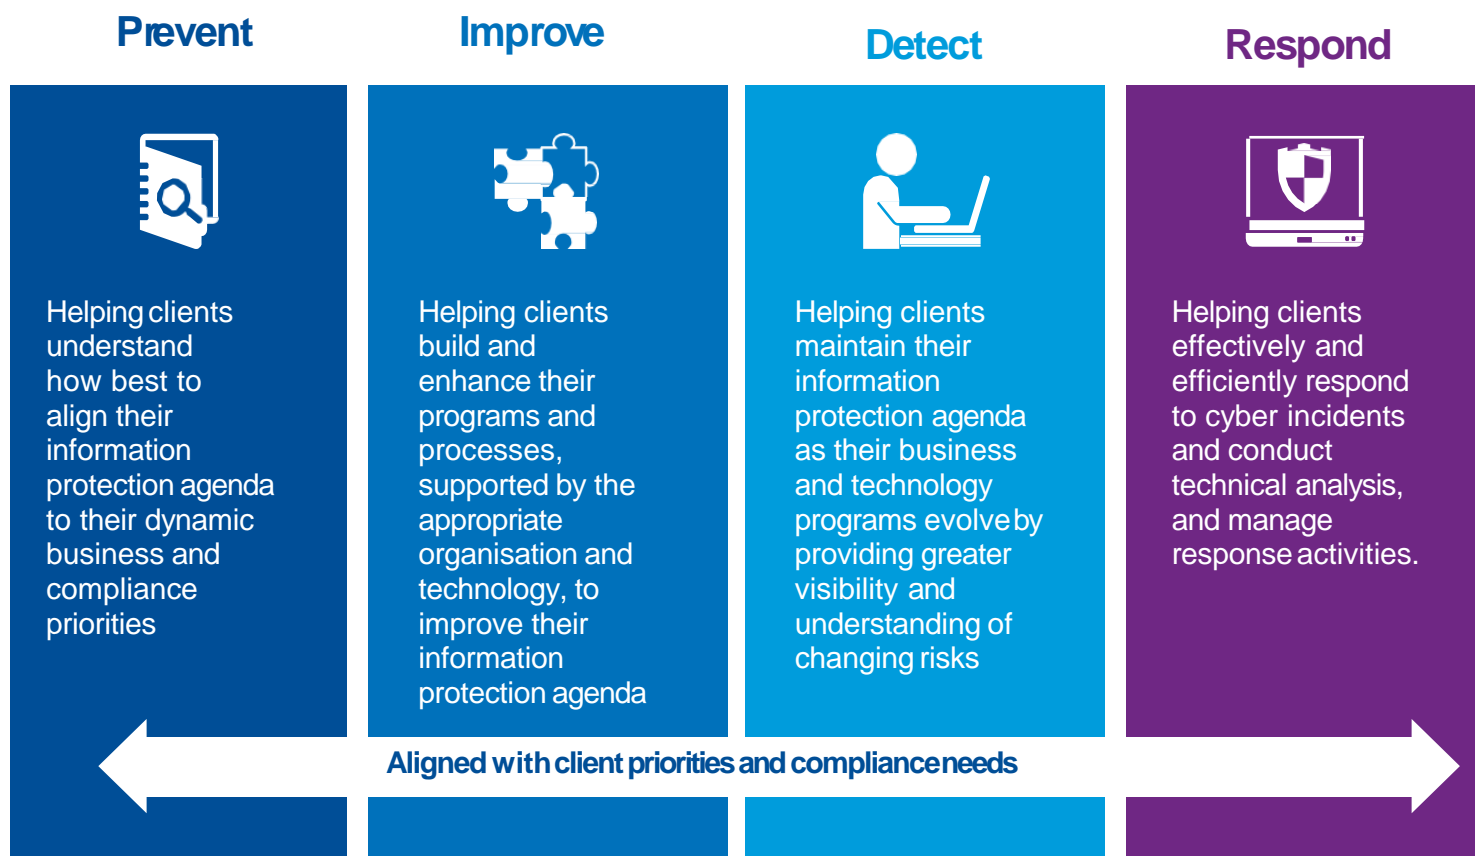 Prevent
Improve
Detect
Respond
Helping clients
understand
how best to
align their
information
protection agenda
to their dynamic
business and
compliance
priorities
Helping clients
build and
enhance their
programs and
processes,
supported by the
appropriate
organisation and
technology, to
improve their
information
protection agenda
Helping clients
maintain their
information
protection agenda
as their business
and technology
programs evolve by
providing greater
visibility and
understanding of
changing risks
Helping clients
effectively and
efficiently respond
to cyber incidents
and conduct
technical analysis,
and manage
response activities.
Aligned with client priorities and compliance needs